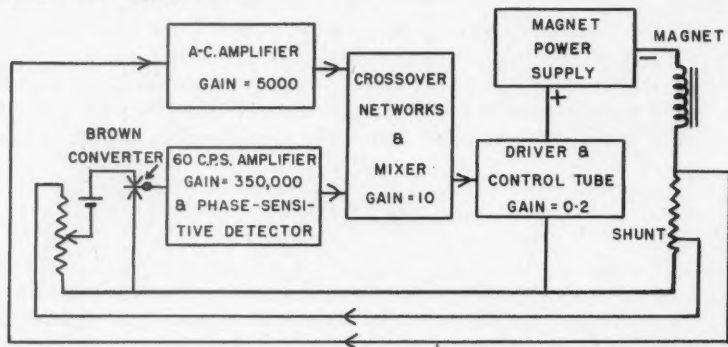 A-C. AMPLIFIER
GAIN = 5000
CROSSOVER
NETWORKS
&
MIXER
GAIN = 10
MAGNET
POWER
SUPPLY
+
−
MAGNET
BROWN
CONVERTER
60 C.P.S. AMPLIFIER
GAIN= 350,000
& PHASE-SENSI-
TIVE DETECTOR
DRIVER &
CONTROL TUBE
GAIN = 0·2
SHUNT